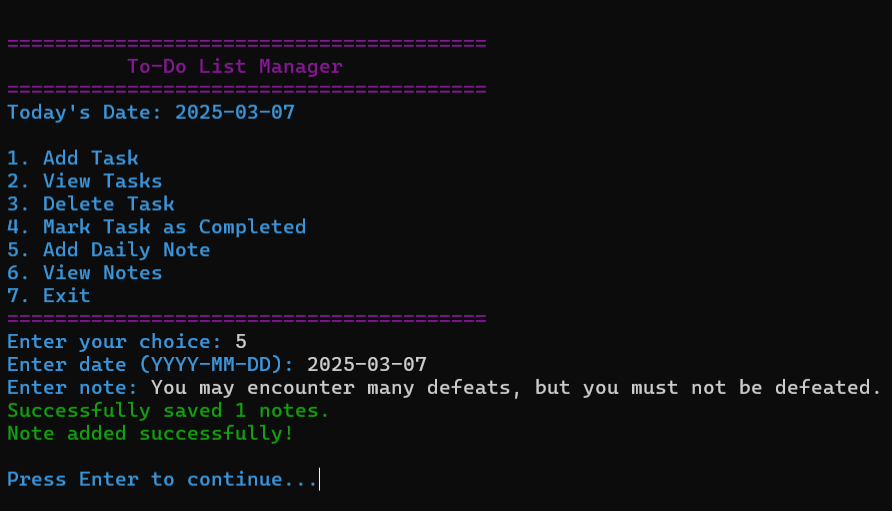 ========================================
To-Do List Manager
========================================
Today's Date: 2025-03-07
1. Add Task
2. View Tasks
3. Delete Task
4. Mark Task as Completed
5. Add Daily Note
6. View Notes
7. Exit
========================================
Enter your choice: 5
Enter date (YYYY-MM-DD): 2025-03-07
Enter note: You may encounter many defeats, but you must not be defeated.
Successfully saved 1 notes.
Note added successfully!
Press Enter to continue...